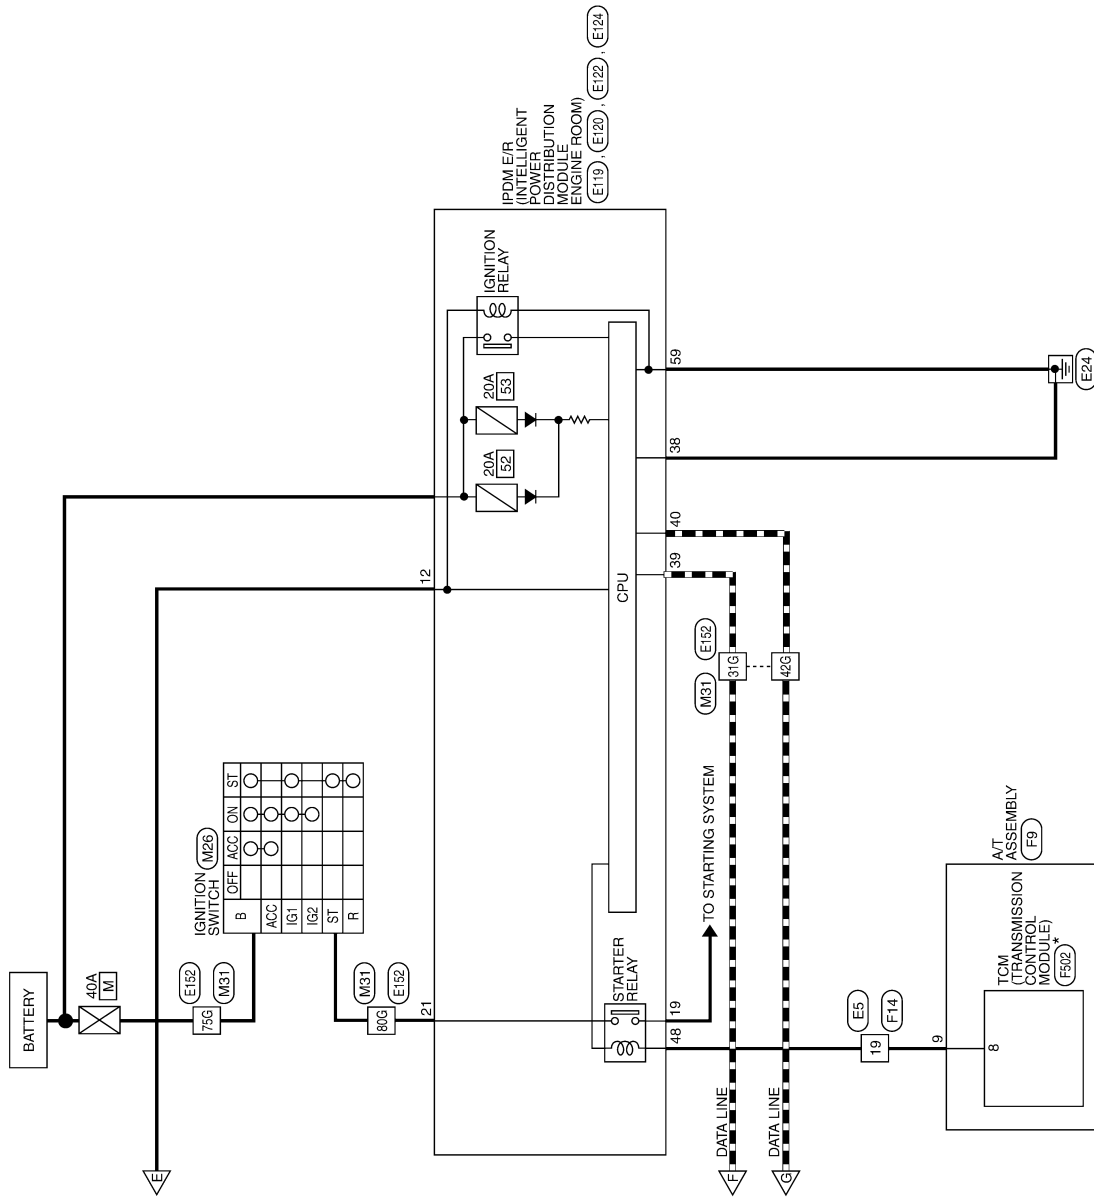 IPDM E/R
(INTELLIGENT
POWER
DISTRIBUTION
MODULE
ENGINE ROOM)
E119 , E120 , E122 , E124
IGNITION
RELAY
20A
53
20A
52
59
38
40
39
12
CPU
E24
E152
M31
31G
42G
IGNITION
SWITCH
M26
OFF ACC ON ST
B
ACC
IG1
IG2
ST
R
BATTERY
40A
M
E152
M31
75G
M31
E152
80G
21
STARTER
RELAY
19
48
TO STARTING SYSTEM
E5
F14
19
9
8
A/T
ASSEMBLY
F9
TCM
(TRANSMISSION
CONTROL
MODULE)
*
F502
DATA LINE
DATA LINE
E
F
G